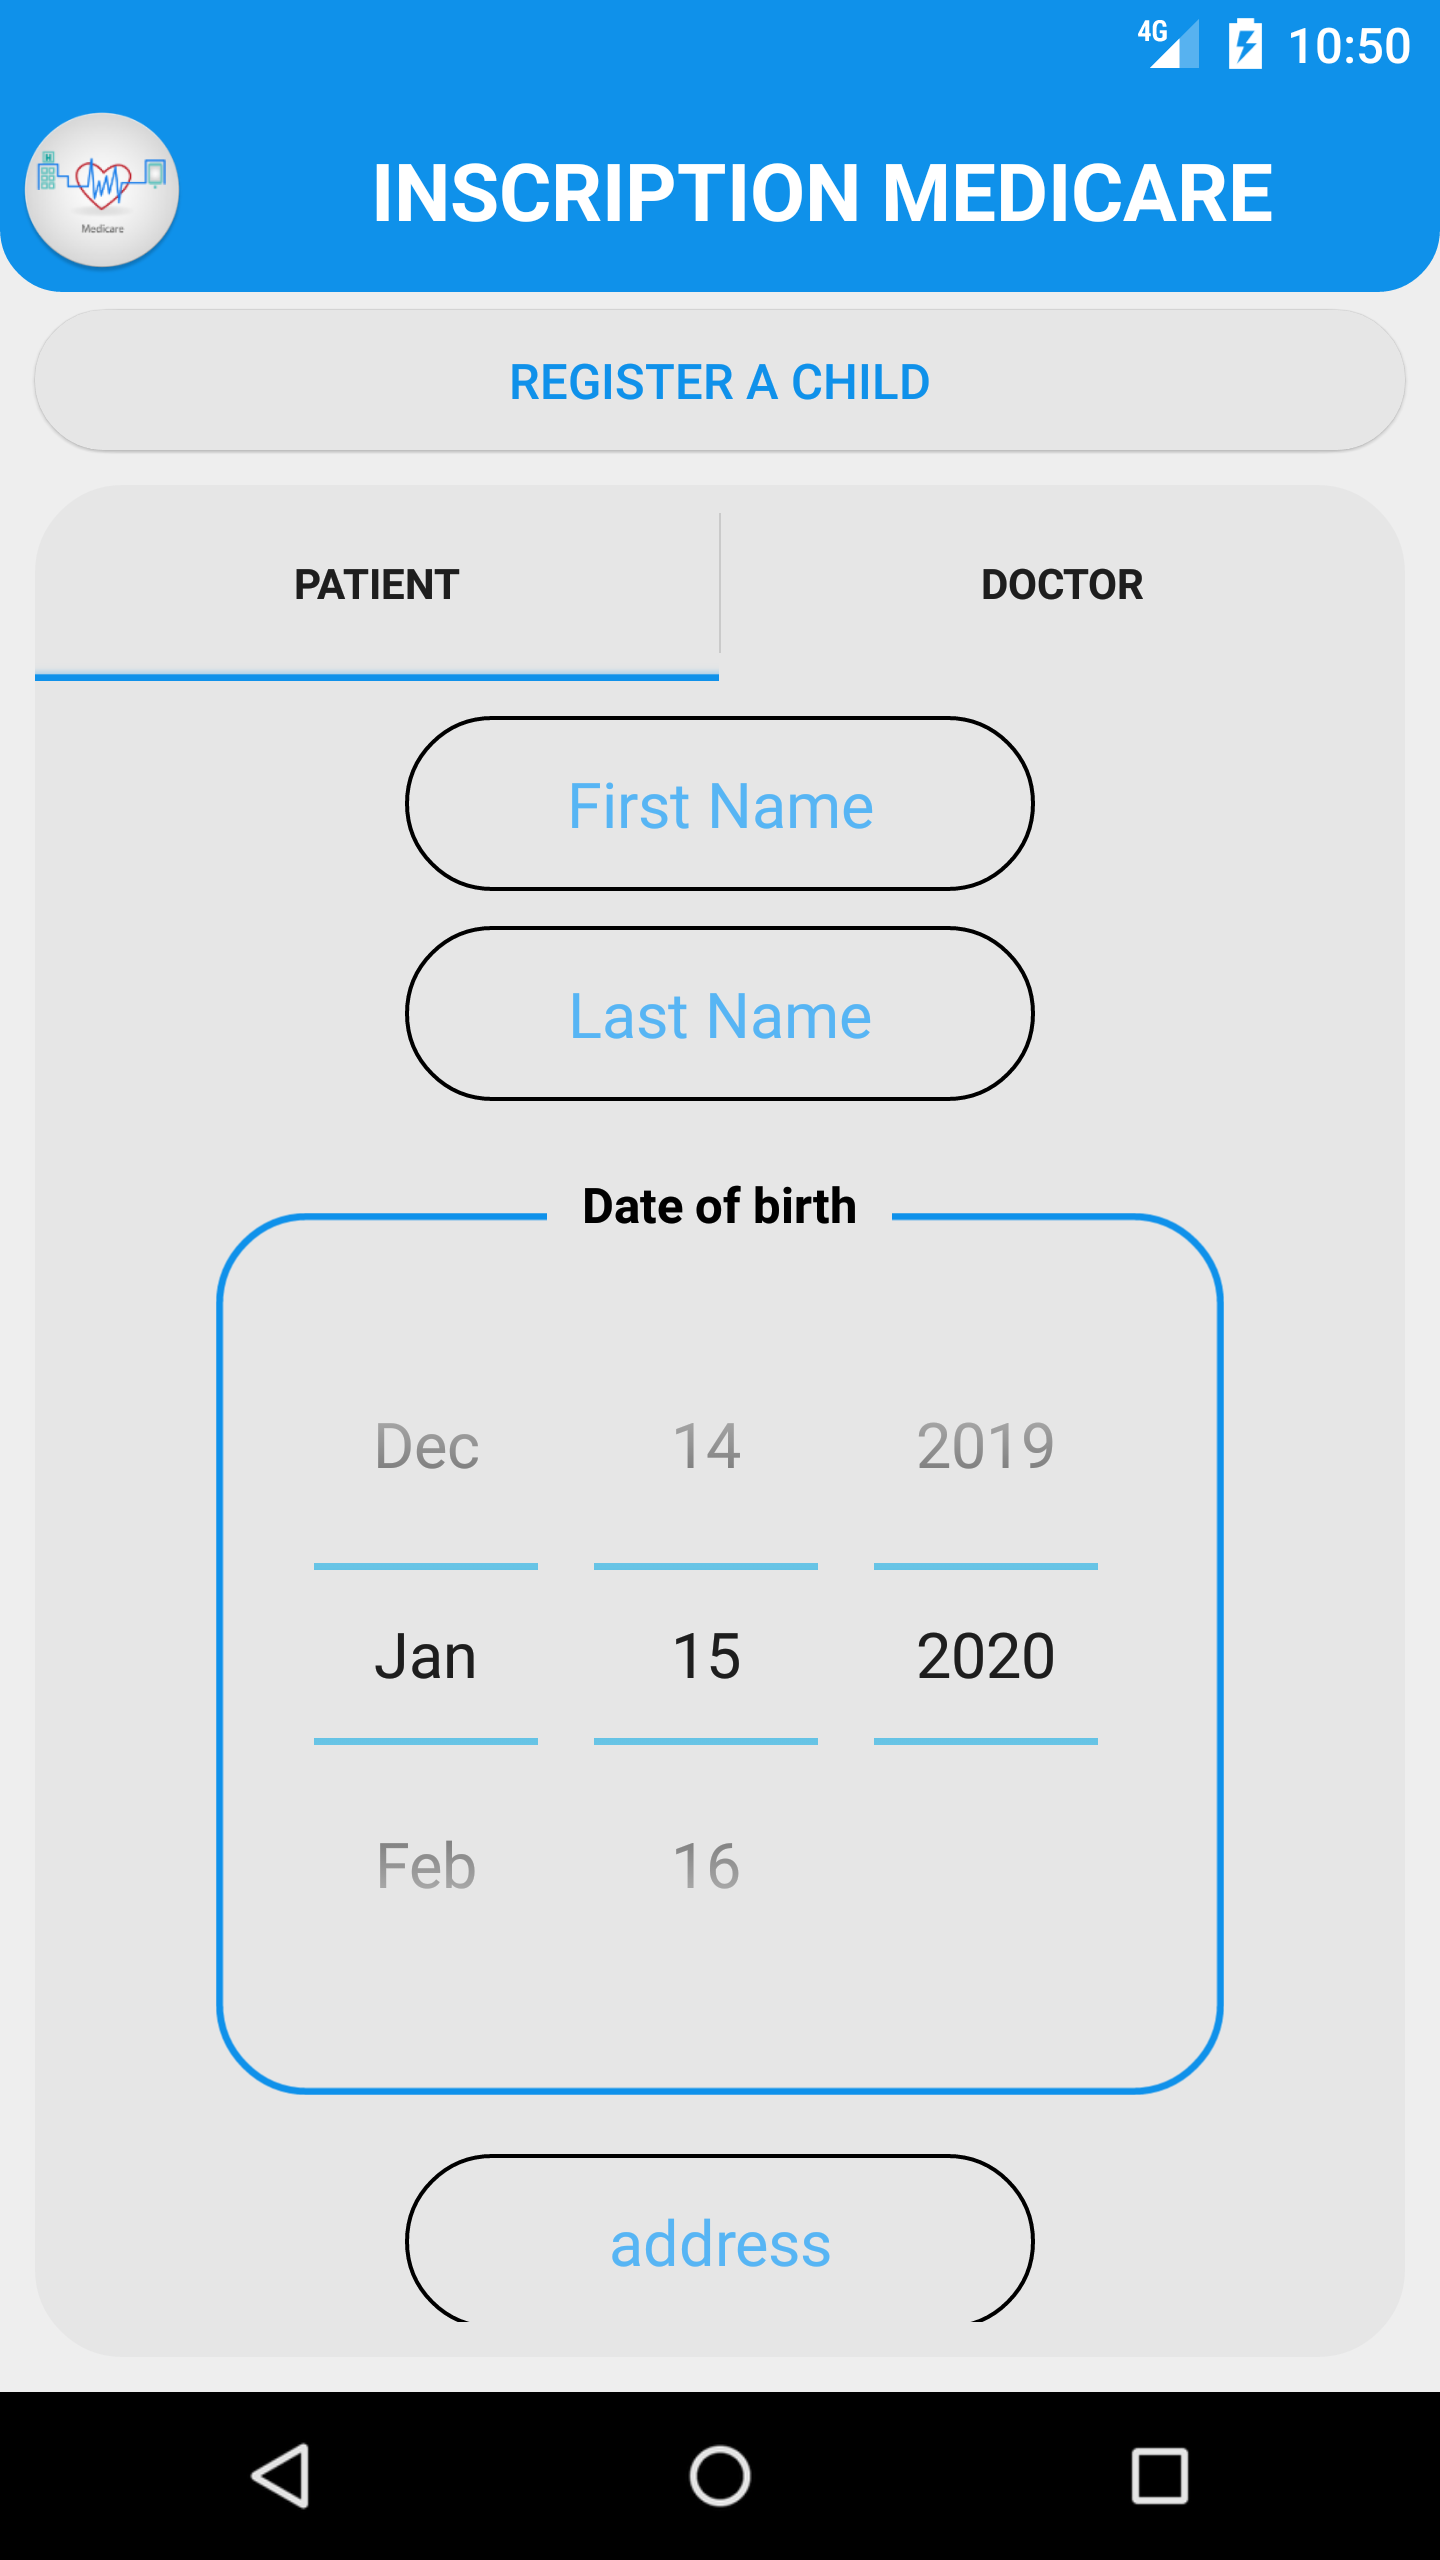 4G 10:50
H
Medicare
INSCRIPTION MEDICARE
REGISTER A CHILD
PATIENT DOCTOR
First Name
Last Name
Date of birth
Dec 14 2019
Jan 15 2020
Feb 16
address